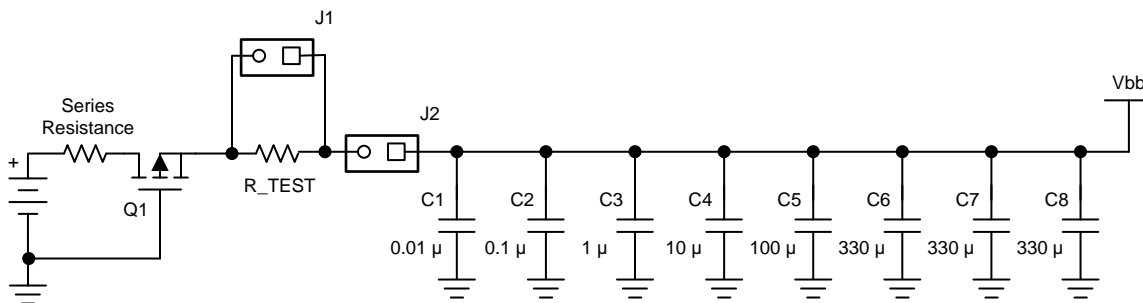 J1
Vbb
Series
Resistance
J2
+
R_TEST
Q1
C1
C2
C3
C4
C5
C6
C7
C8
0.01 µ
0.1 µ
1 µ
10 µ
100 µ
330 µ
330 µ
330 µ